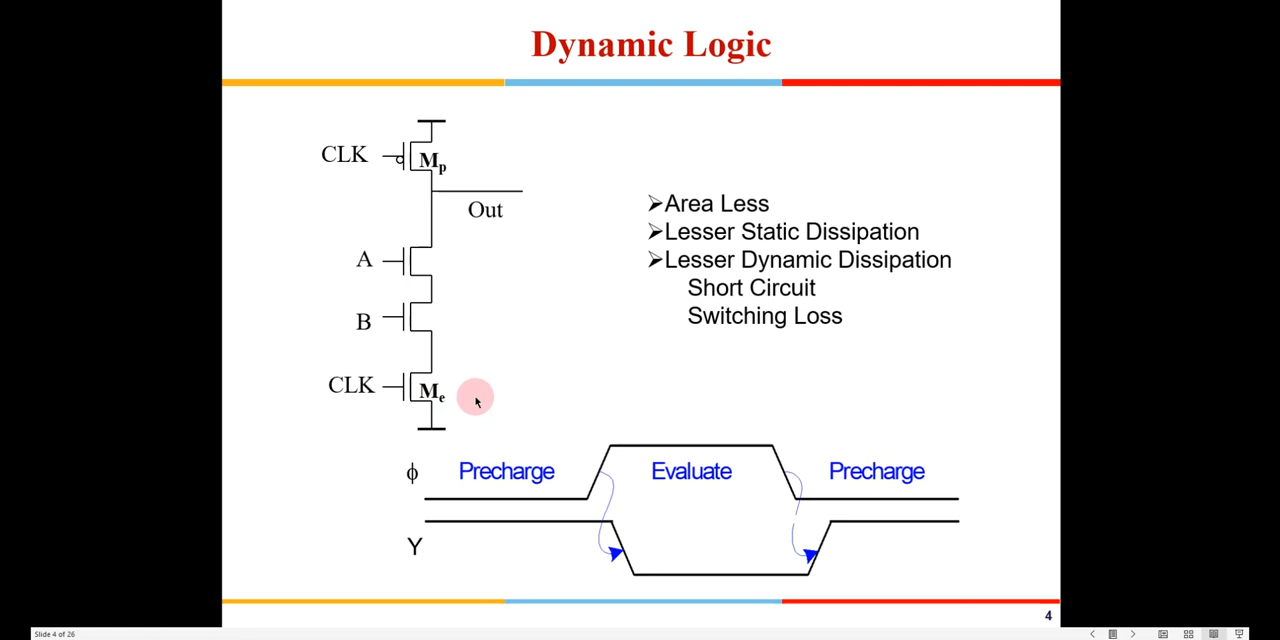 Dynamic Logic
CLK
Mp
Out
A
B
CLK
Me
➢Area Less
➢Lesser Static Dissipation
➢Lesser Dynamic Dissipation
Short Circuit
Switching Loss
ϕ Precharge Evaluate Precharge
Y
4
Slide 4 of 26